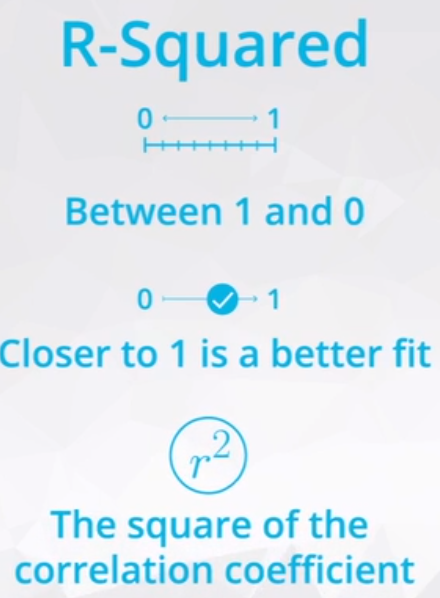 R-Squared
0 1
Between 1 and 0
0 1
Closer to 1 is a better fit
r²
The square of the
correlation coefficient